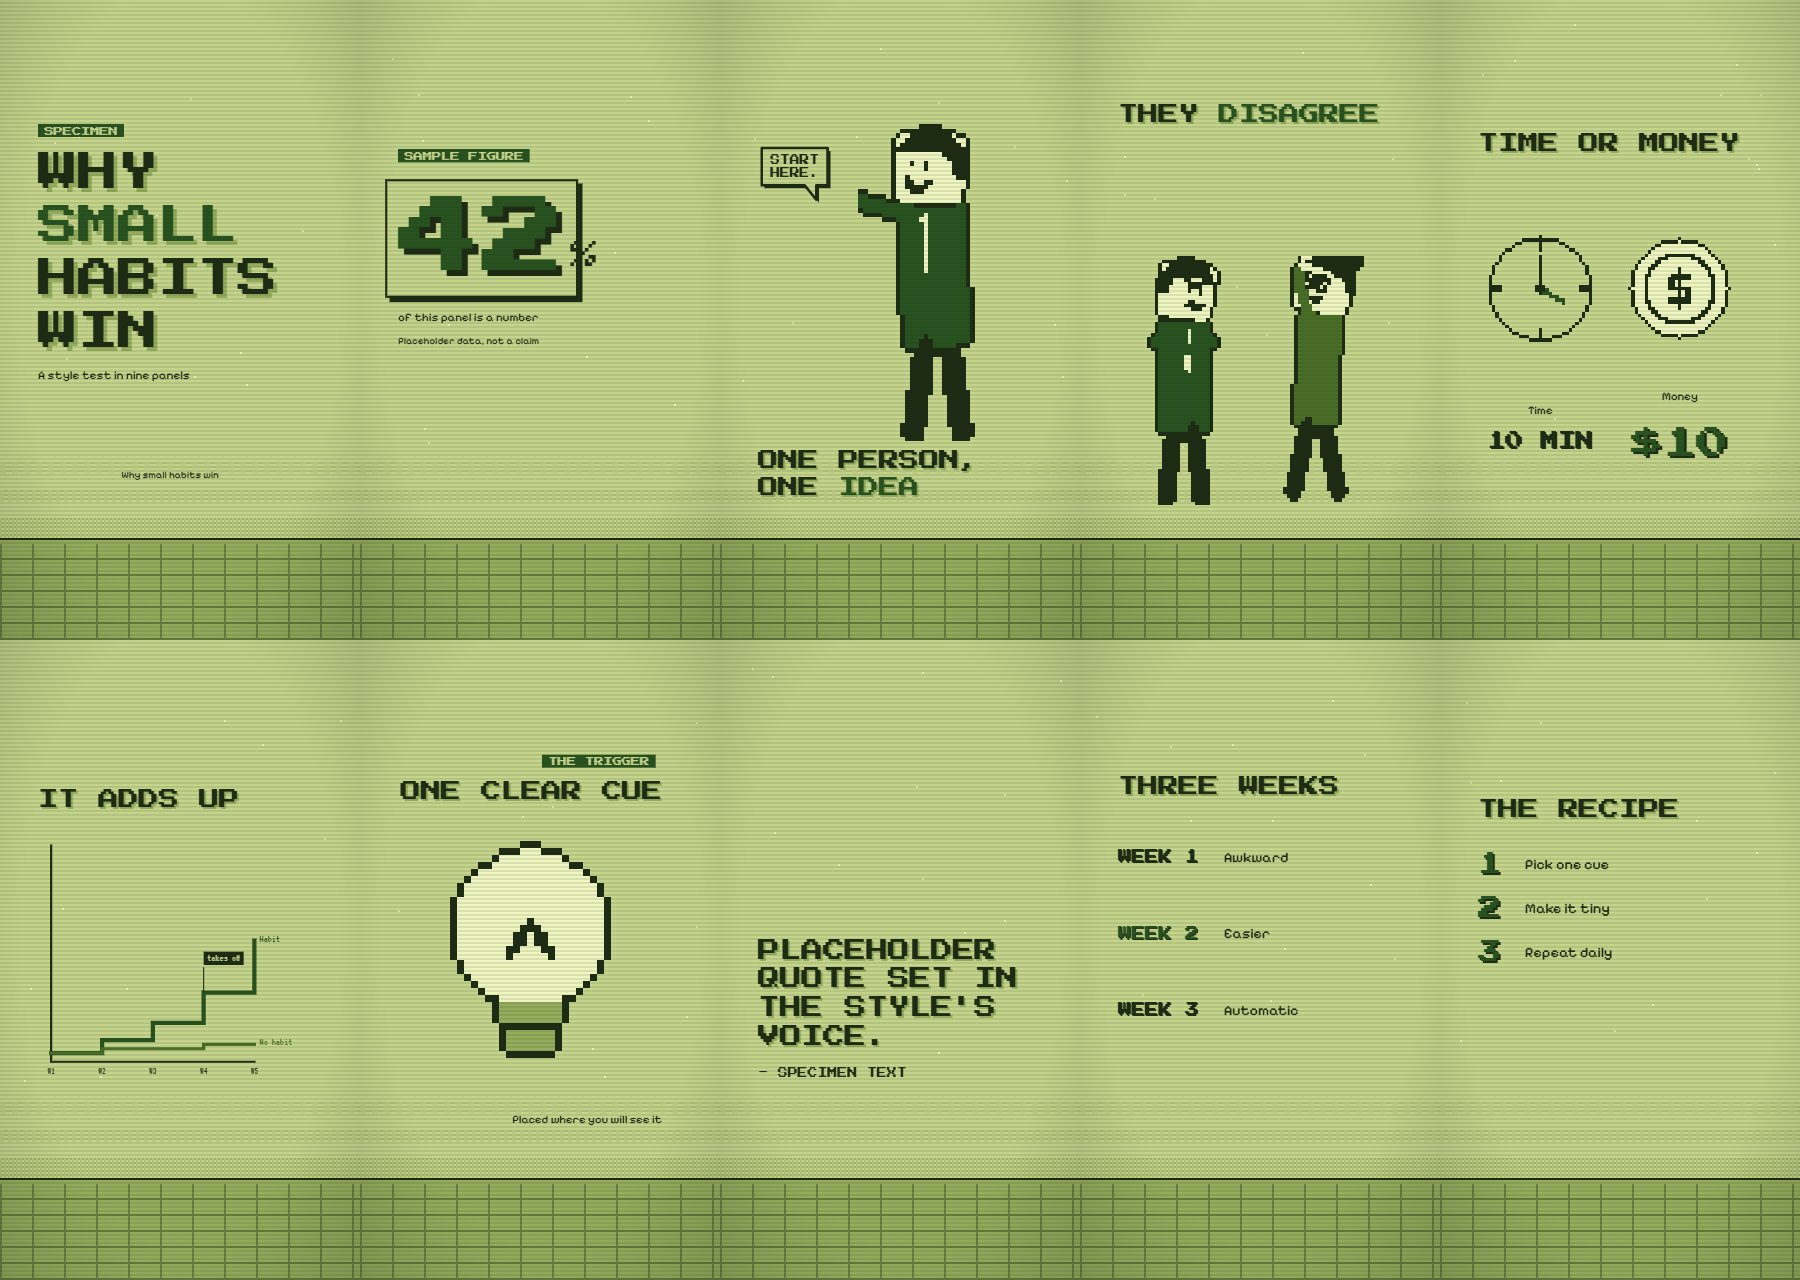 SPECIMEN
WHY
SMALL
HABITS
WIN
A style test in nine panels
Why small habits win
SAMPLE FIGURE
42%
of this panel is a number
Placeholder data, not a claim
START
HERE.
ONE PERSON,
ONE IDEA
THEY DISAGREE
TIME OR MONEY
$
Time
10 MIN
Money
$10
IT ADDS UP
Habit
takes off
No habit
W1 W2 W3 W4 W5
THE TRIGGER
ONE CLEAR CUE
Placed where you will see it
PLACEHOLDER
QUOTE SET IN
THE STYLE'S
VOICE.
– SPECIMEN TEXT
THREE WEEKS
WEEK 1 Awkward
WEEK 2 Easier
WEEK 3 Automatic
THE RECIPE
1 Pick one cue
2 Make it tiny
3 Repeat daily